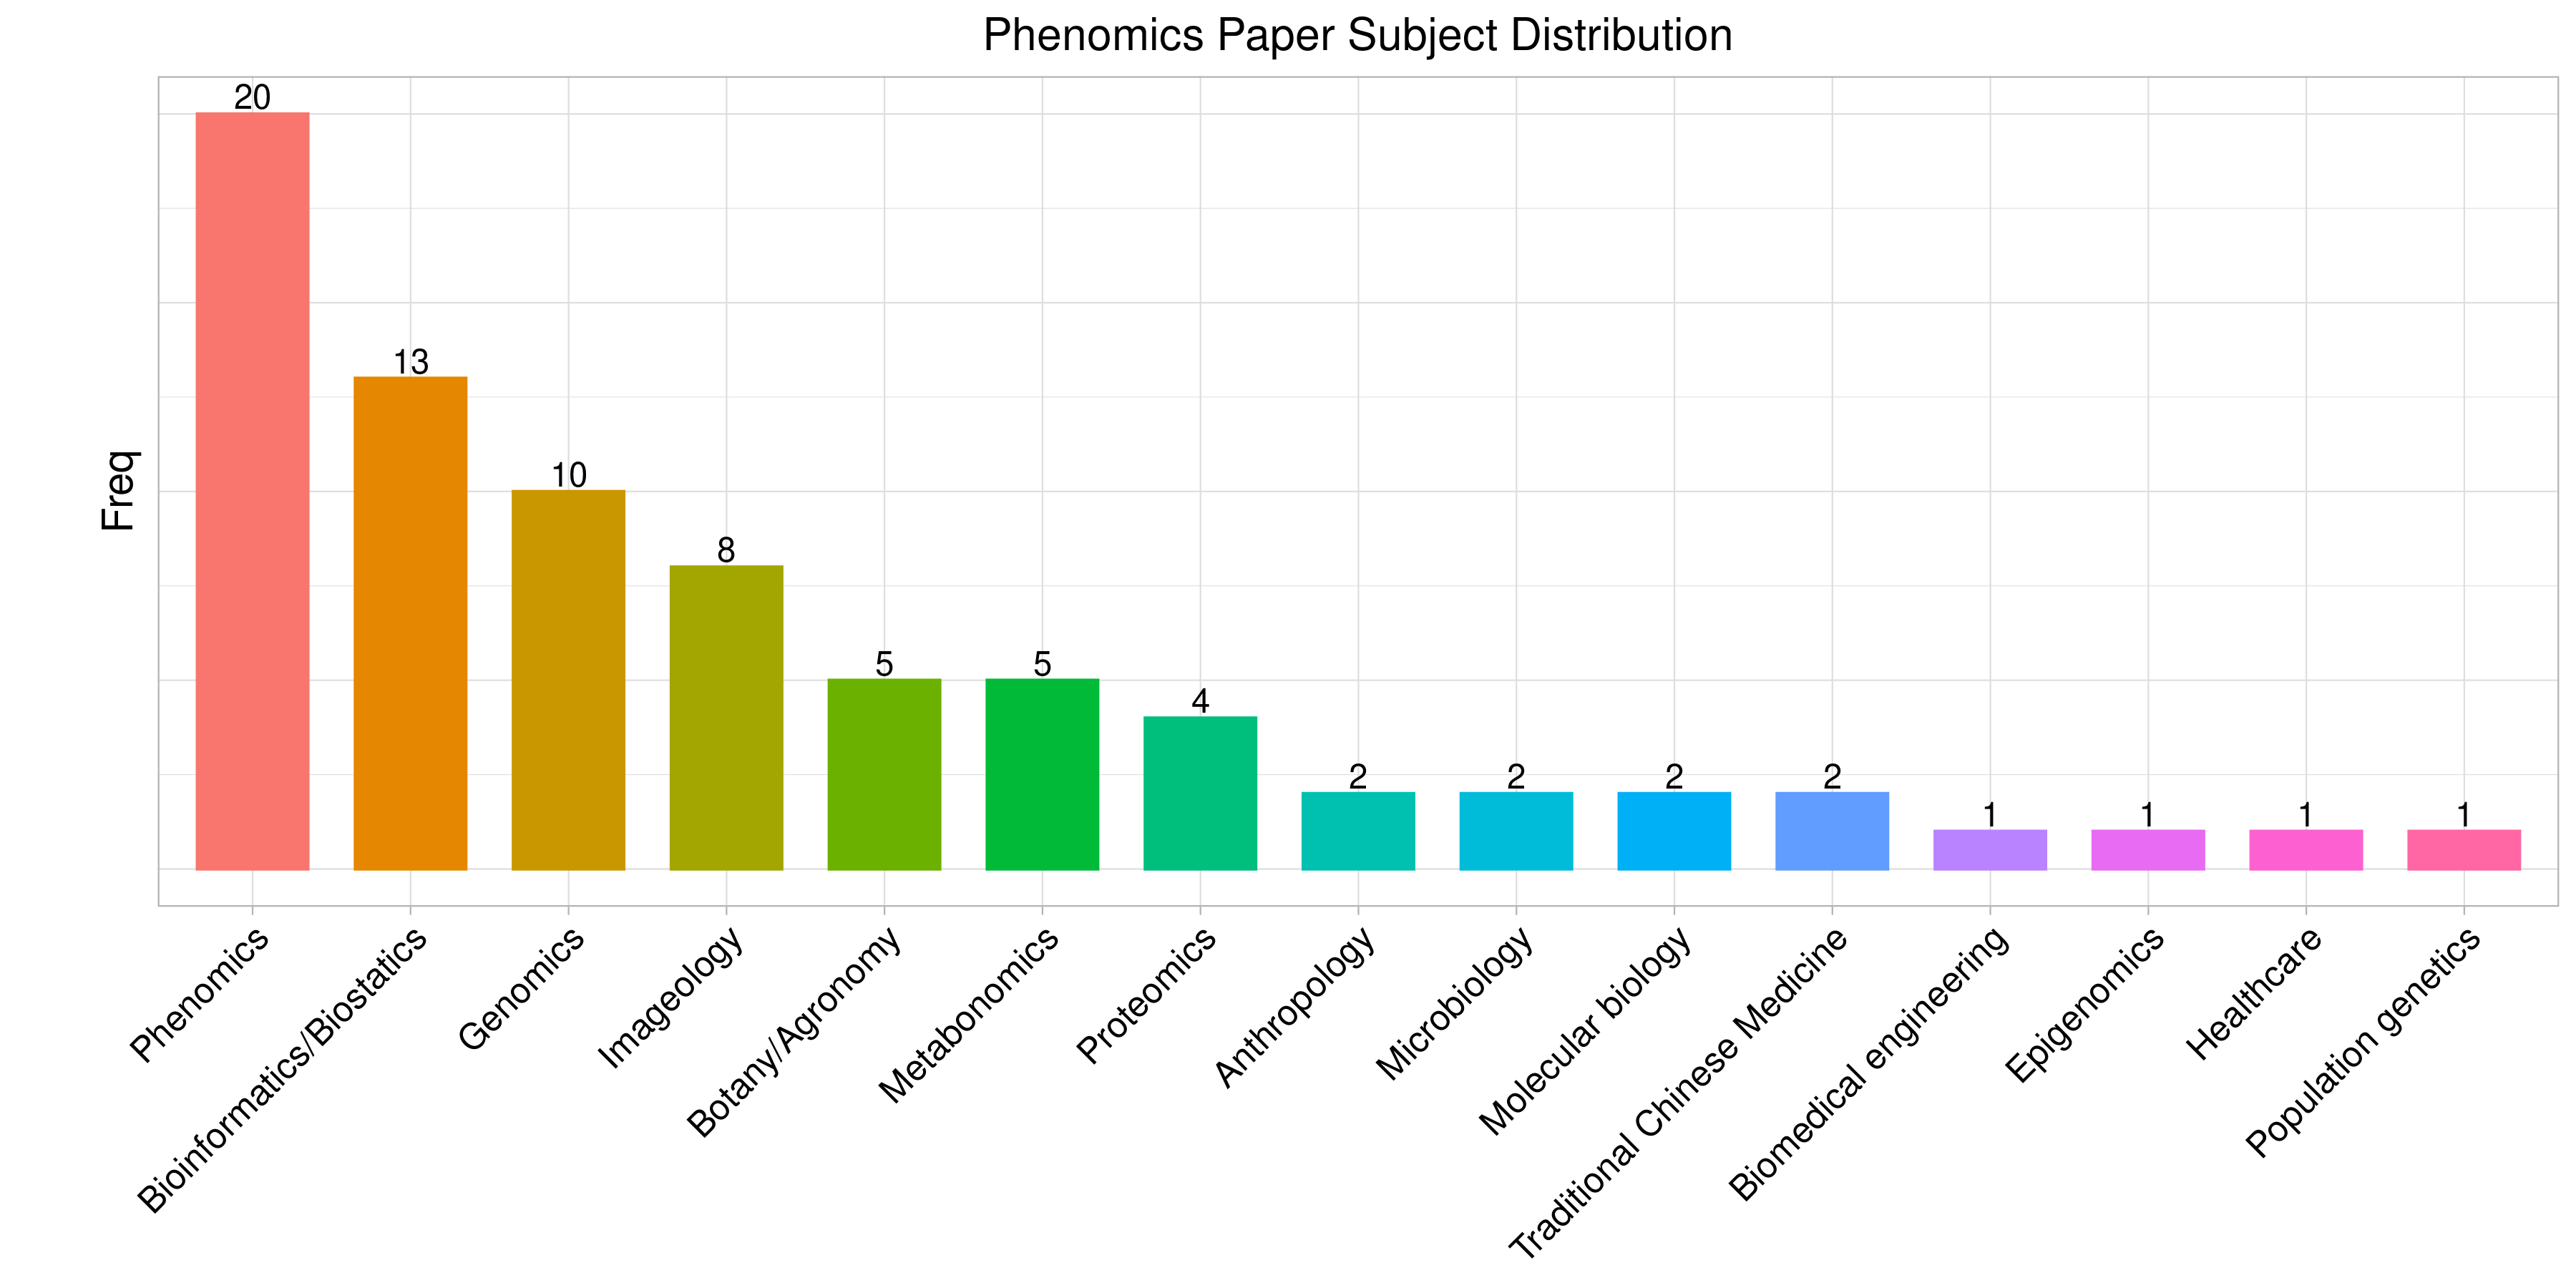 Phenomics Paper Subject Distribution
Freq
20
13
10
8
5
5
4
2
2
2
2
1
1
1
1
Phenomics
Bioinformatics/Biostatics
Genomics
Imageology
Botany/Agronomy
Metabonomics
Proteomics
Anthropology
Microbiology
Molecular biology
Traditional Chinese Medicine
Biomedical engineering
Epigenomics
Healthcare
Population genetics